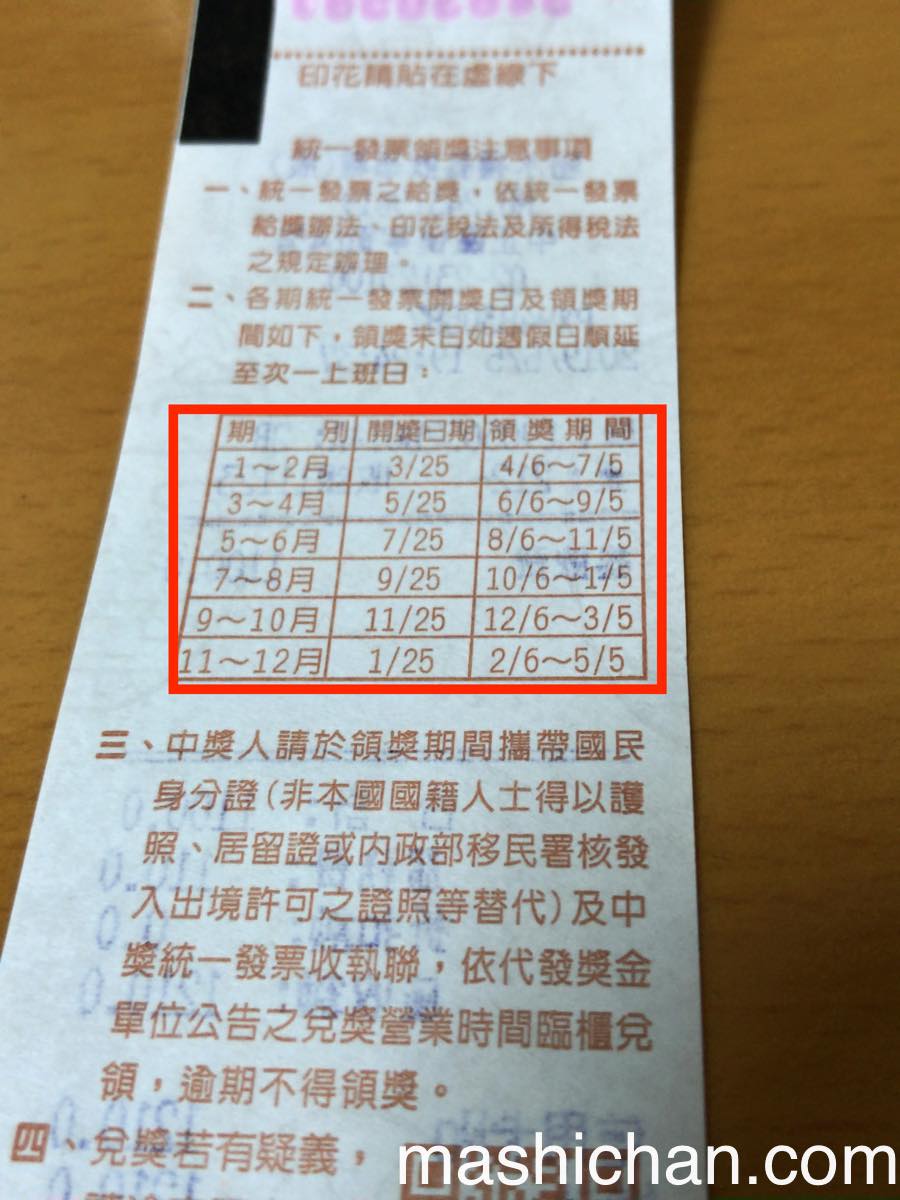 印花請貼在虛線下
統一發票領獎注意事項
一、統一發票之給獎，依統一發票
給獎辦法、印花稅法及所得稅法
之規定辦理。
二、各期統一發票開獎日及領獎期
間如下，領獎末日如遇假日順延
至次一上班日：
期 別 開獎日期 領獎期間
1～2月 3/25 4/6～7/5
3～4月 5/25 6/6～9/5
5～6月 7/25 8/6～11/5
7～8月 9/25 10/6～1/5
9～10月 11/25 12/6～3/5
11～12月 1/25 2/6～5/5
三、中獎人請於領獎期間攜帶國民
身分證(非本國國籍人士得以護
照、居留證或內政部移民署核發
入出境許可之證照等替代)及中
獎統一發票收執聯，依代發獎金
單位公告之兌獎營業時間臨櫃兌
領，逾期不得領獎。
四、兌獎若有疑義，
mashichan.com